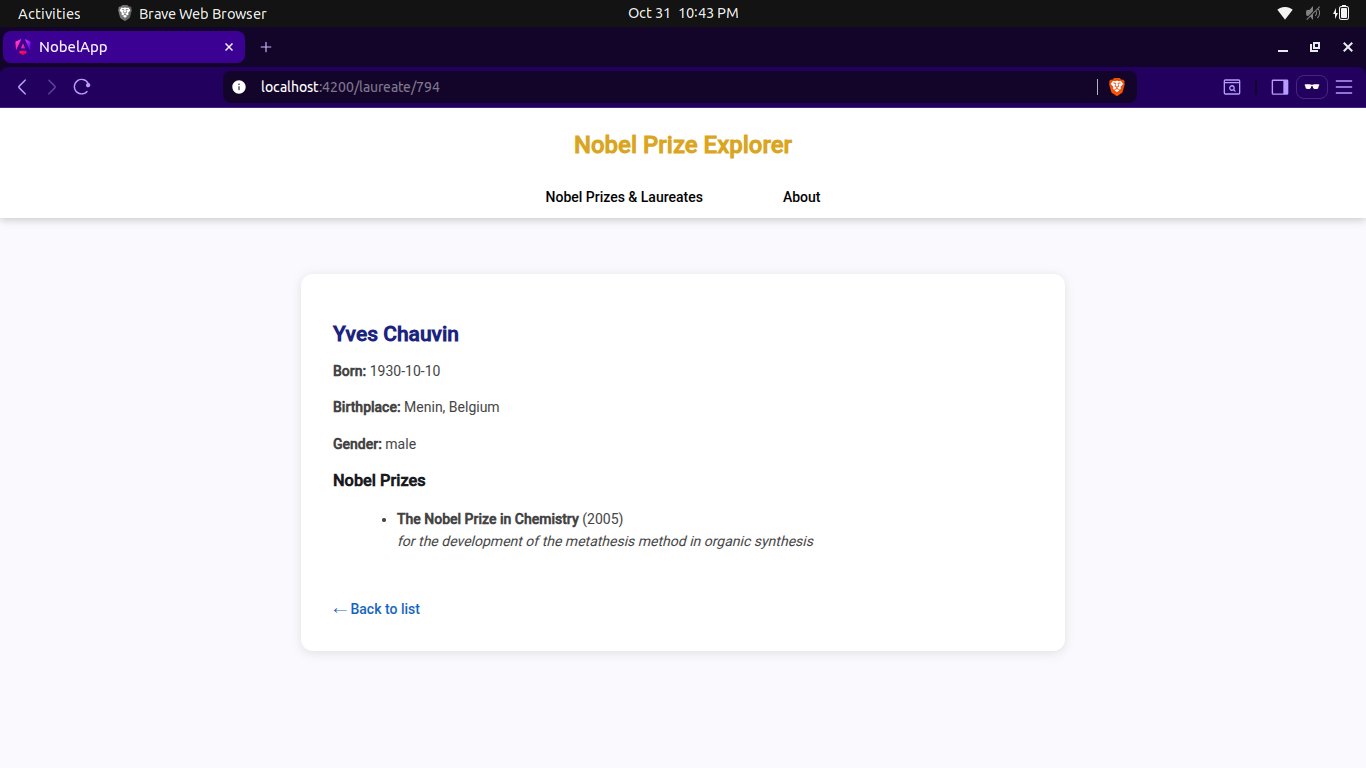 Activities Brave Web Browser Oct 31 10:43 PM
NobelApp
localhost:4200/laureate/794
Nobel Prize Explorer
Nobel Prizes & Laureates About
Yves Chauvin
Born: 1930-10-10
Birthplace: Menin, Belgium
Gender: male
Nobel Prizes
• The Nobel Prize in Chemistry (2005)
for the development of the metathesis method in organic synthesis
← Back to list